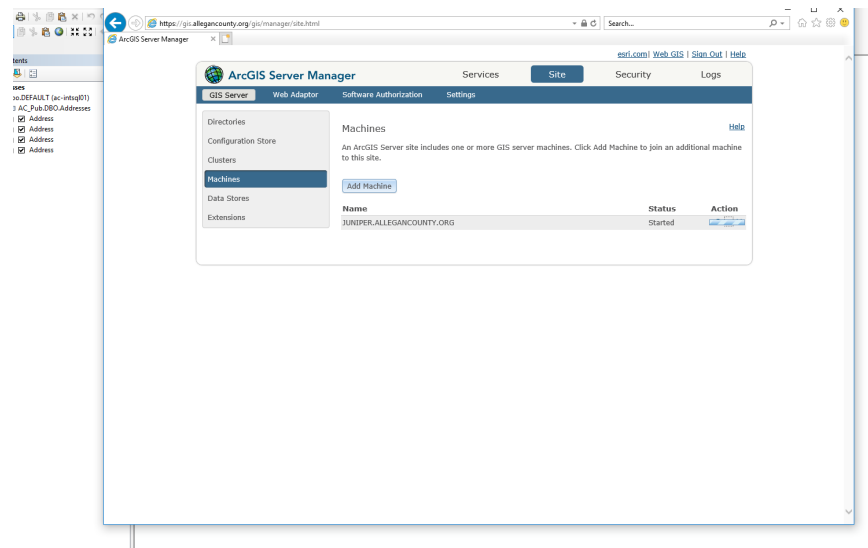 https://gis.allegancounty.org/gis/manager/site.html
Search...
ArcGIS Server Manager
esri.com| Web GIS | Sign Out | Help
ArcGIS Server Manager
Services
Site
Security
Logs
GIS Server
Web Adaptor
Software Authorization
Settings
Directories
Configuration Store
Clusters
Machines
Data Stores
Extensions
Machines
Help
An ArcGIS Server site includes one or more GIS server machines. Click Add Machine to join an additional machine
to this site.
Add Machine
Name Status Action
JUNIPER.ALLEGANCOUNTY.ORG Started
tents
.DEFAULT (ac-intsql01)
AC_Pub.DBO.Addresses
Address
Address
Address
Address